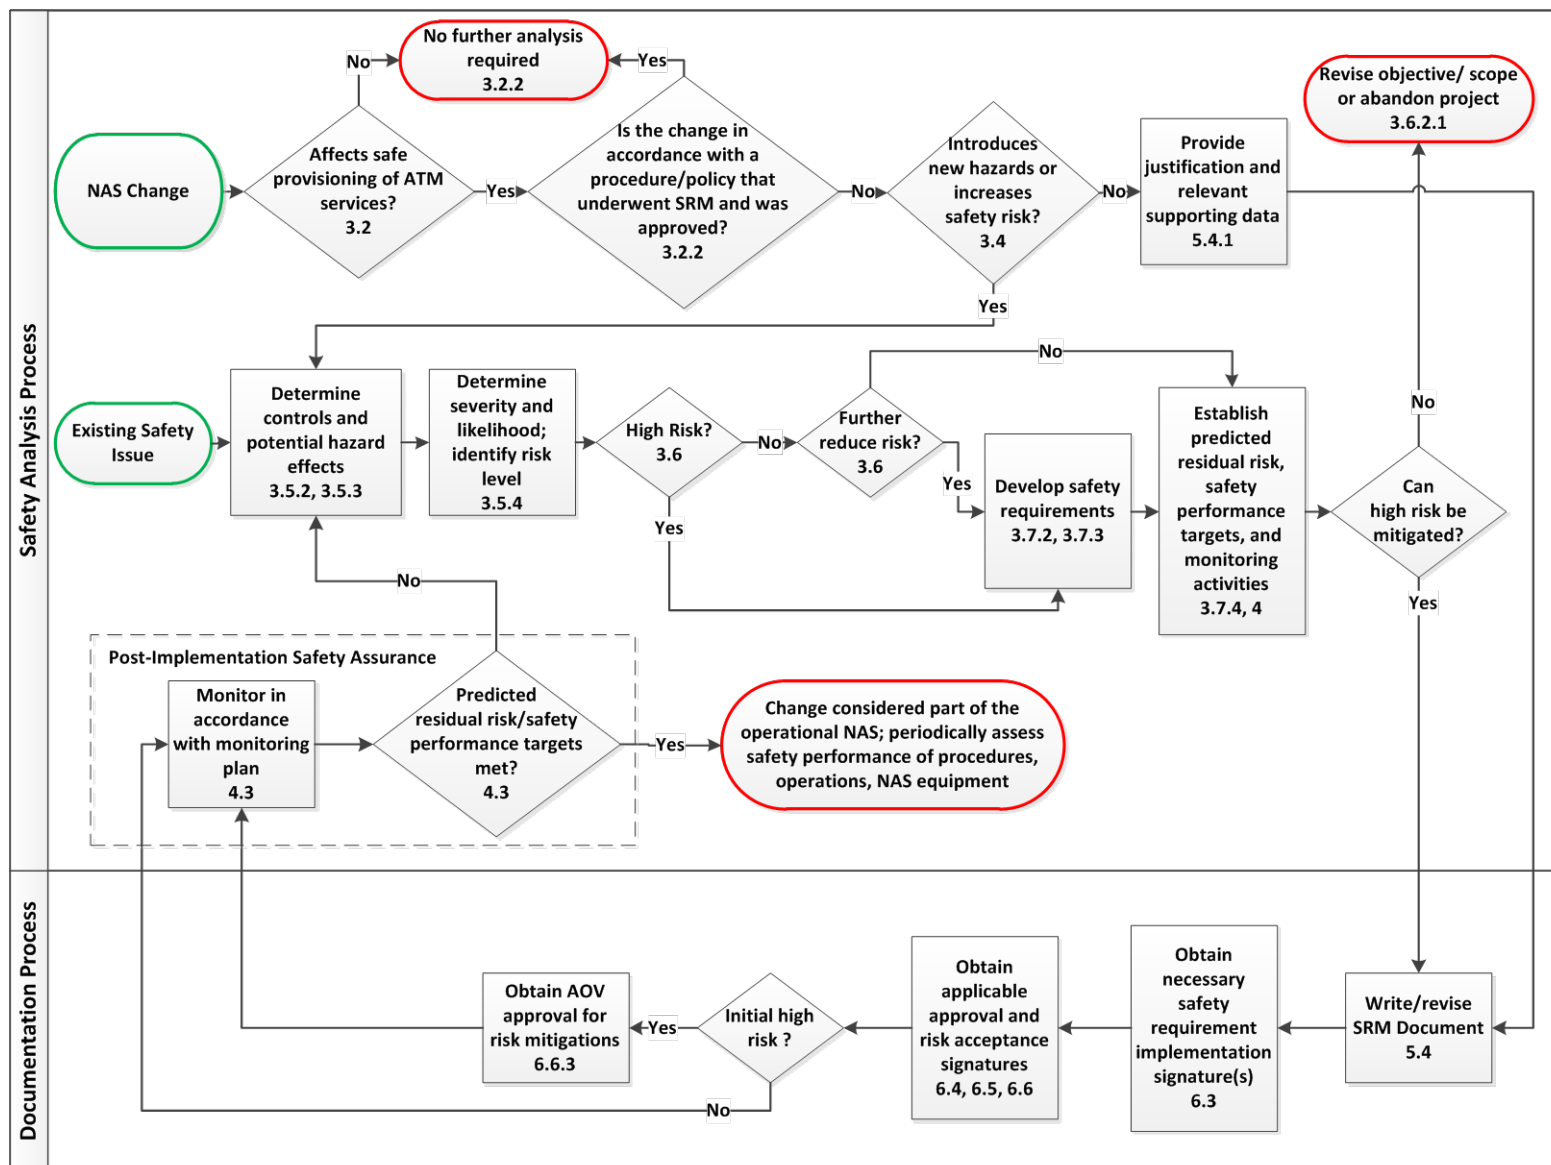 Safety Analysis Process
No further analysis
required
3.2.2
No
Yes
Revise objective/ scope
or abandon project
3.6.2.1
NAS Change
Affects safe
provisioning of ATM
services?
3.2
Yes
Is the change in
accordance with a
procedure/policy that
underwent SRM and was
approved?
3.2.2
No
Introduces
new hazards or
increases
safety risk?
3.4
No
Provide
justification and
relevant
supporting data
5.4.1
Yes
Existing Safety
Issue
Determine
controls and
potential hazard
effects
3.5.2, 3.5.3
Determine
severity and
likelihood;
identify risk
level
3.5.4
High Risk?
3.6
No
Yes
Further
reduce risk?
3.6
No
Yes
Develop safety
requirements
3.7.2, 3.7.3
Establish
predicted
residual risk,
safety
performance
targets, and
monitoring
activities
3.7.4, 4
No
Can
high risk be
mitigated?
Yes
No
Post-Implementation Safety Assurance
Monitor in
accordance
with monitoring
plan
4.3
Predicted
residual risk/safety
performance targets
met?
4.3
Yes
Change considered part of the
operational NAS; periodically assess
safety performance of procedures,
operations, NAS equipment
Documentation Process
Obtain AOV
approval for
risk mitigations
6.6.3
Yes
Initial high
risk ?
No
Obtain
applicable
approval and
risk acceptance
signatures
6.4, 6.5, 6.6
Obtain
necessary
safety
requirement
implementation
signature(s)
6.3
Write/revise
SRM Document
5.4